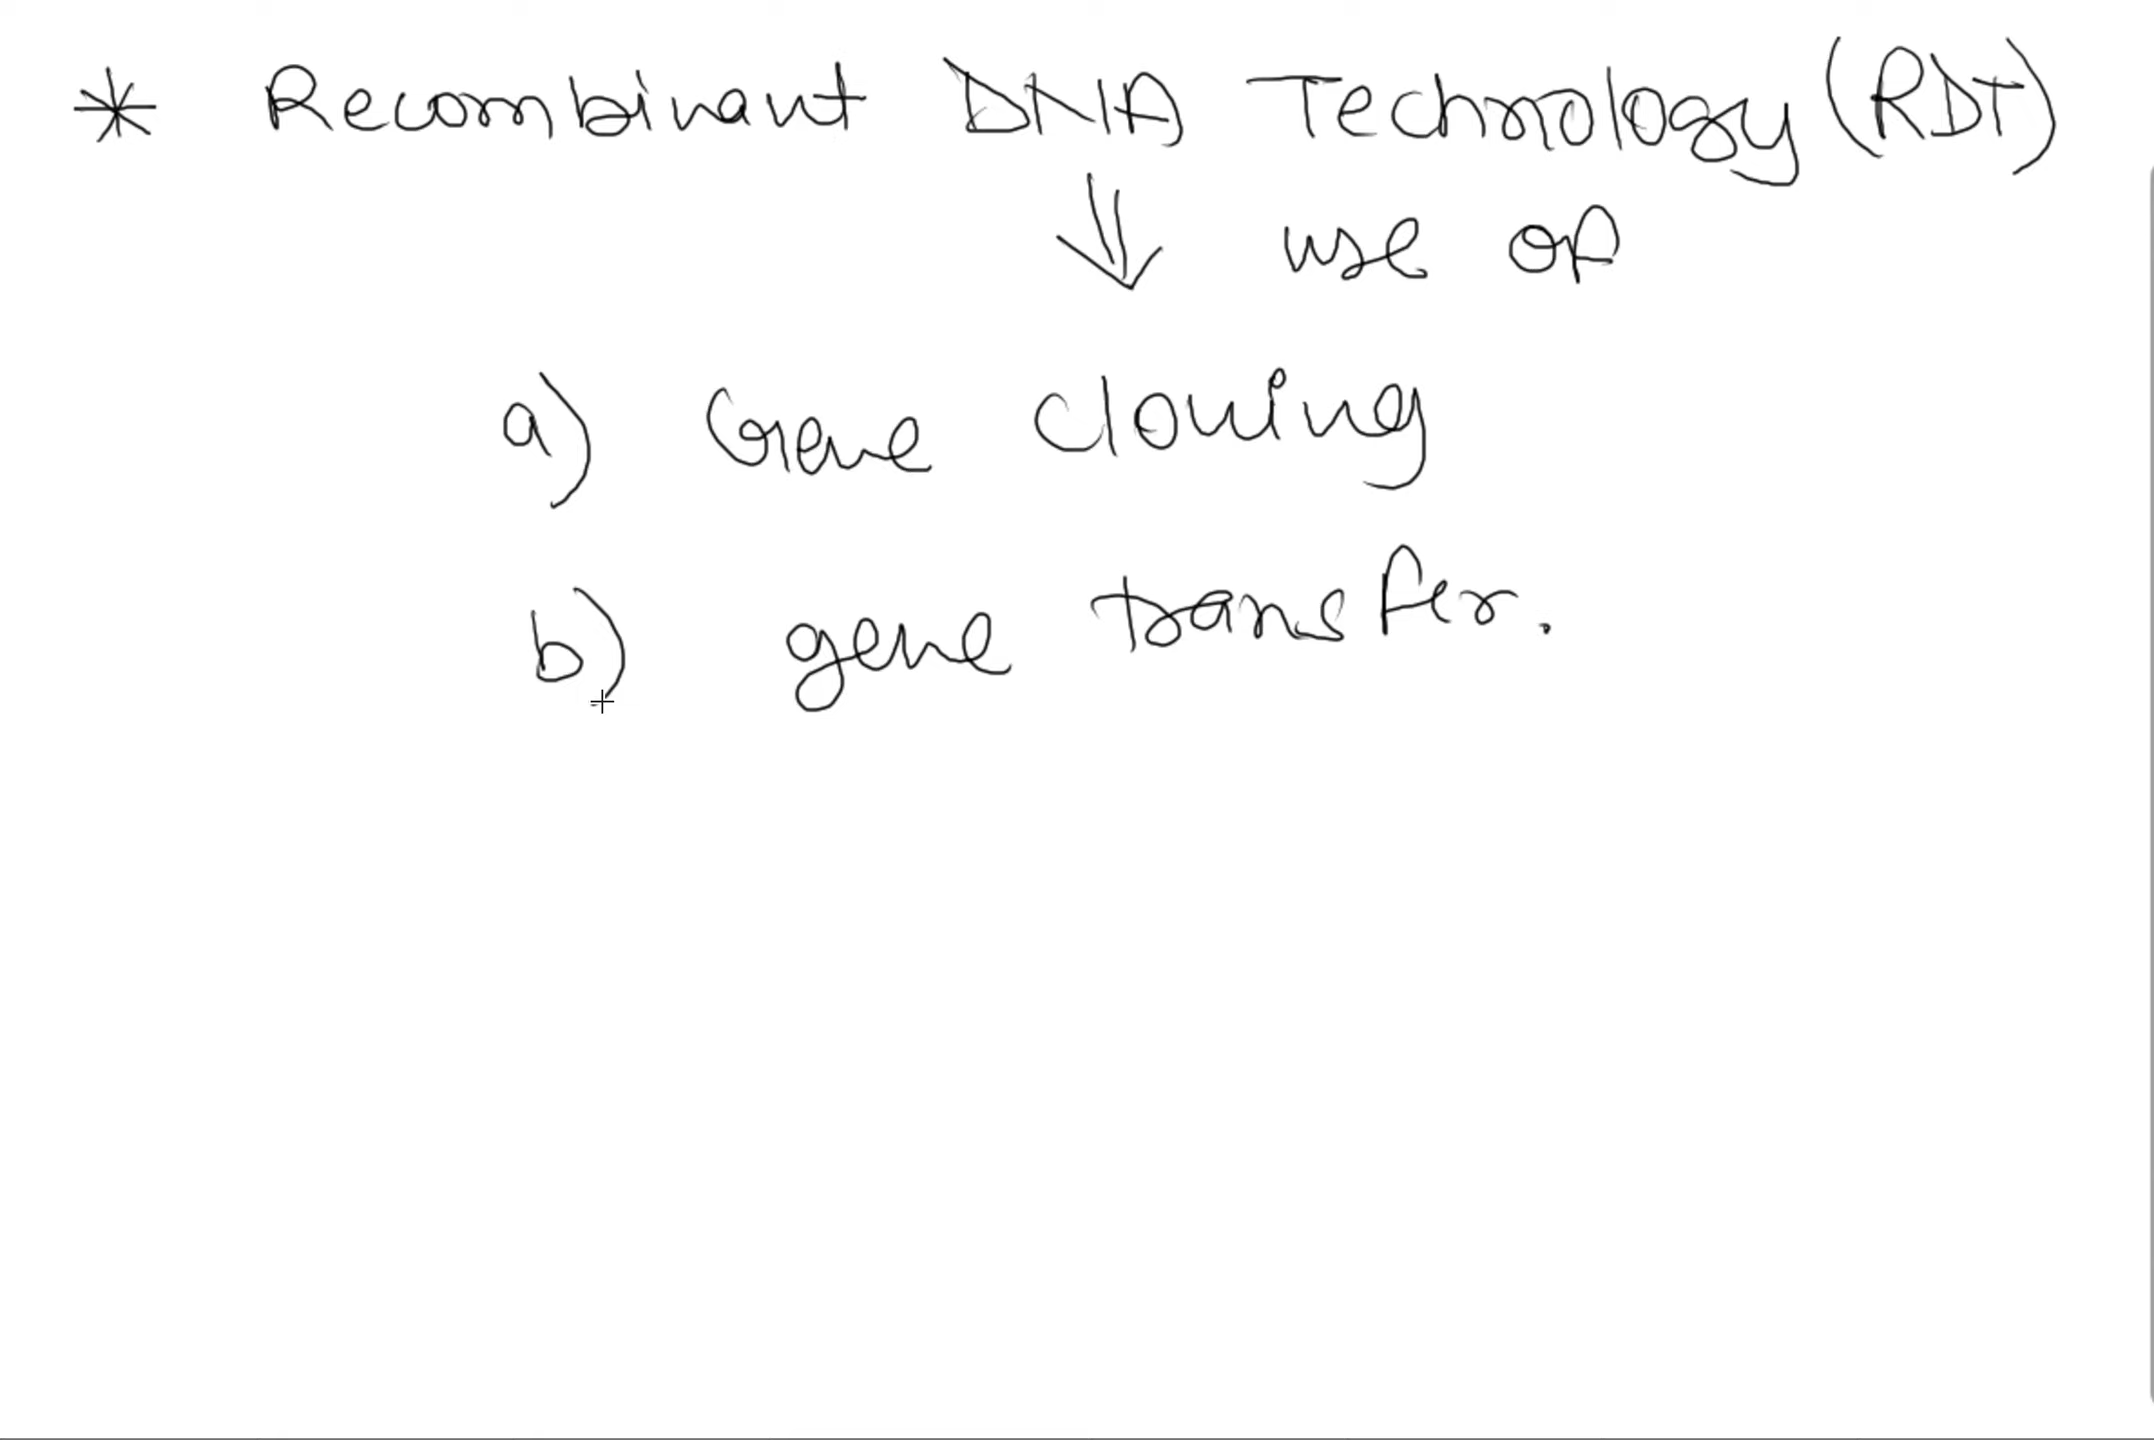 * Recombinant DNA Technology (RDT)
⇓ use of
a) Gene cloning
b) gene transfer.